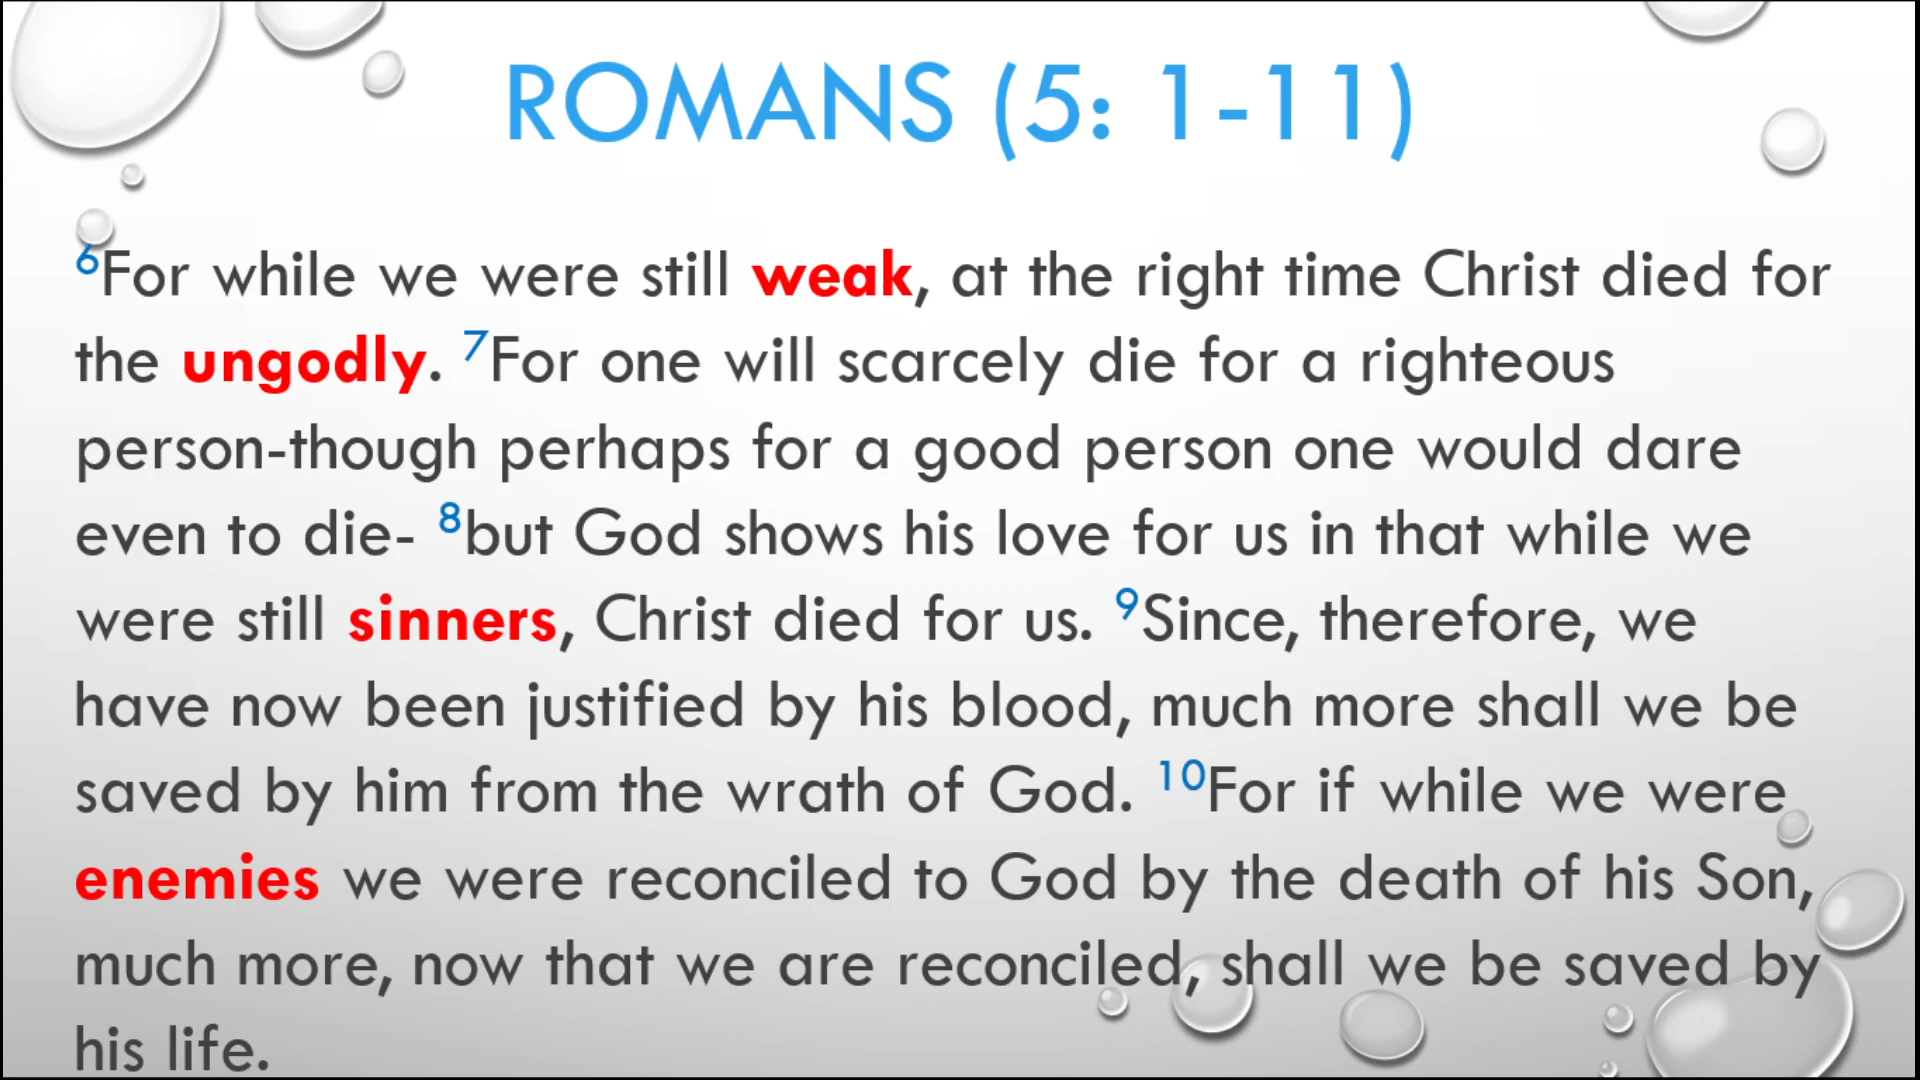 ROMANS (5: 1-11)
⁶For while we were still weak, at the right time Christ died for
the ungodly. ⁷For one will scarcely die for a righteous
person-though perhaps for a good person one would dare
even to die- ⁸but God shows his love for us in that while we
were still sinners, Christ died for us. ⁹Since, therefore, we
have now been justified by his blood, much more shall we be
saved by him from the wrath of God. ¹⁰For if while we were
enemies we were reconciled to God by the death of his Son,
much more, now that we are reconciled, shall we be saved by
his life.